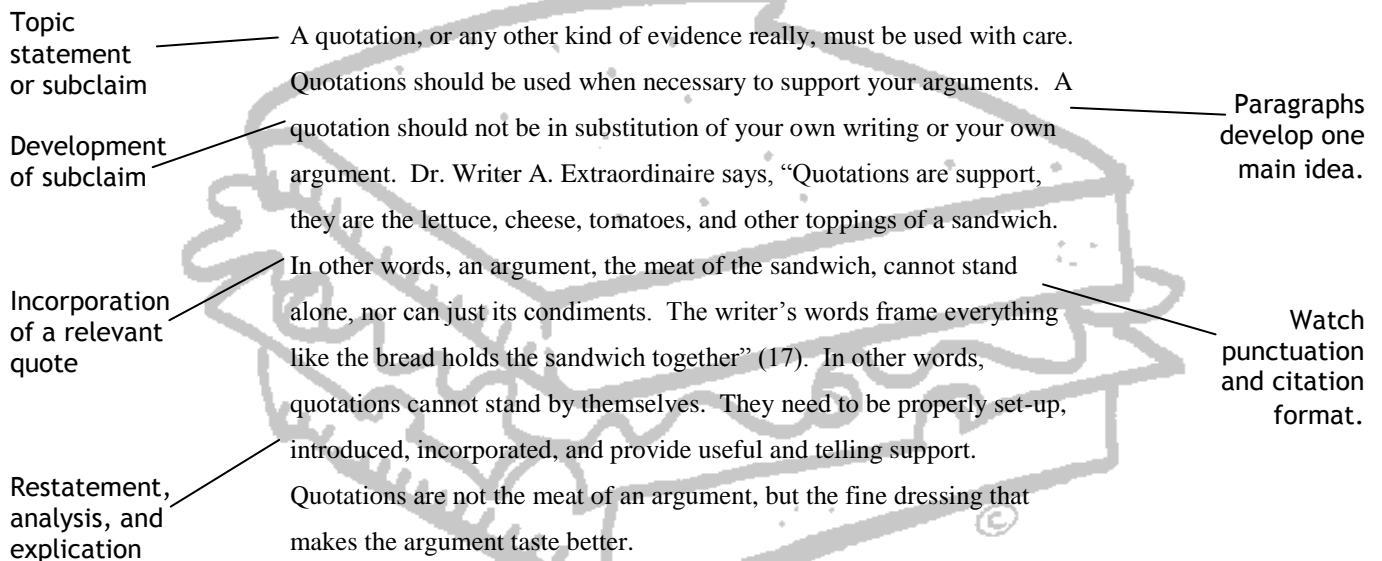 Topic
statement
or subclaim
Development
of subclaim
Incorporation
of a relevant
quote
Restatement,
analysis, and
explication
A quotation, or any other kind of evidence really, must be used with care.
Quotations should be used when necessary to support your arguments.  A
quotation should not be in substitution of your own writing or your own
argument.  Dr. Writer A. Extraordinaire says, “Quotations are support,
they are the lettuce, cheese, tomatoes, and other toppings of a sandwich.
In other words, an argument, the meat of the sandwich, cannot stand
alone, nor can just its condiments.  The writer’s words frame everything
like the bread holds the sandwich together” (17).  In other words,
quotations cannot stand by themselves.  They need to be properly set-up,
introduced, incorporated, and provide useful and telling support.
Quotations are not the meat of an argument, but the fine dressing that
makes the argument taste better.
©
Paragraphs
develop one
main idea.
Watch
punctuation
and citation
format.